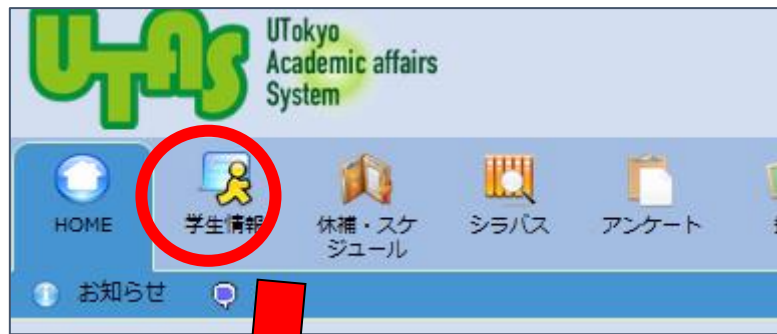 UTAS
UTokyo
Academic affairs
System
HOME
学生情報
休補・スケ
ジュール
シラバス
アンケート
お知らせ